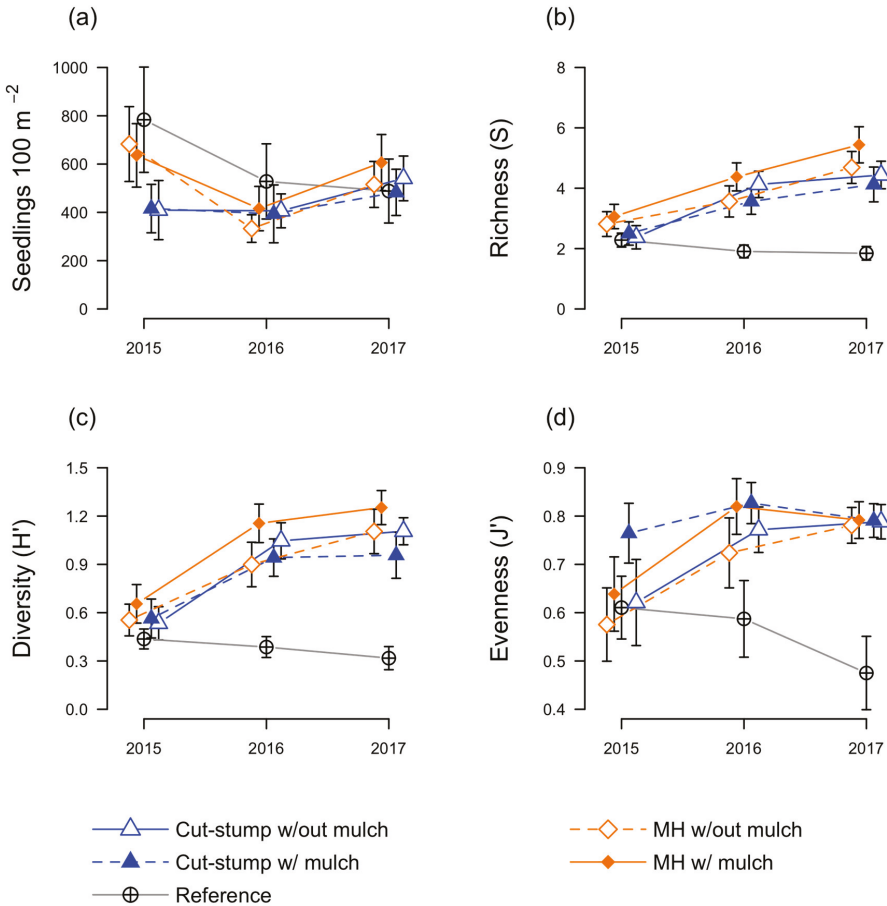 (a)
Seedlings 100 m⁻²
1000
800
600
400
200
0
2015 2016 2017
(b)
Richness (S)
8
6
4
2
0
2015 2016 2017
(c)
Diversity (H')
1.5
1.2
0.9
0.6
0.3
0.0
2015 2016 2017
(d)
Evenness (J')
0.9
0.8
0.7
0.6
0.5
0.4
2015 2016 2017
Cut-stump w/out mulch
Cut-stump w/ mulch
Reference
MH w/out mulch
MH w/ mulch